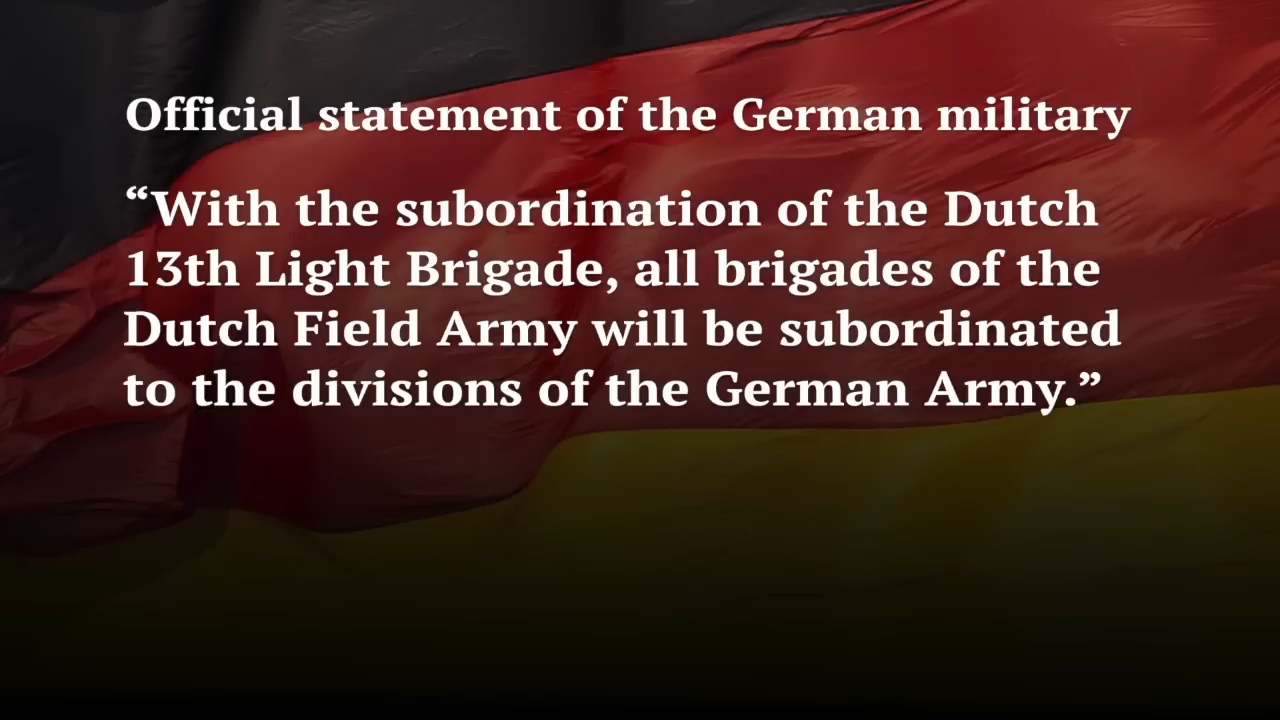 Official statement of the German military
“With the subordination of the Dutch
13th Light Brigade, all brigades of the
Dutch Field Army will be subordinated
to the divisions of the German Army.”